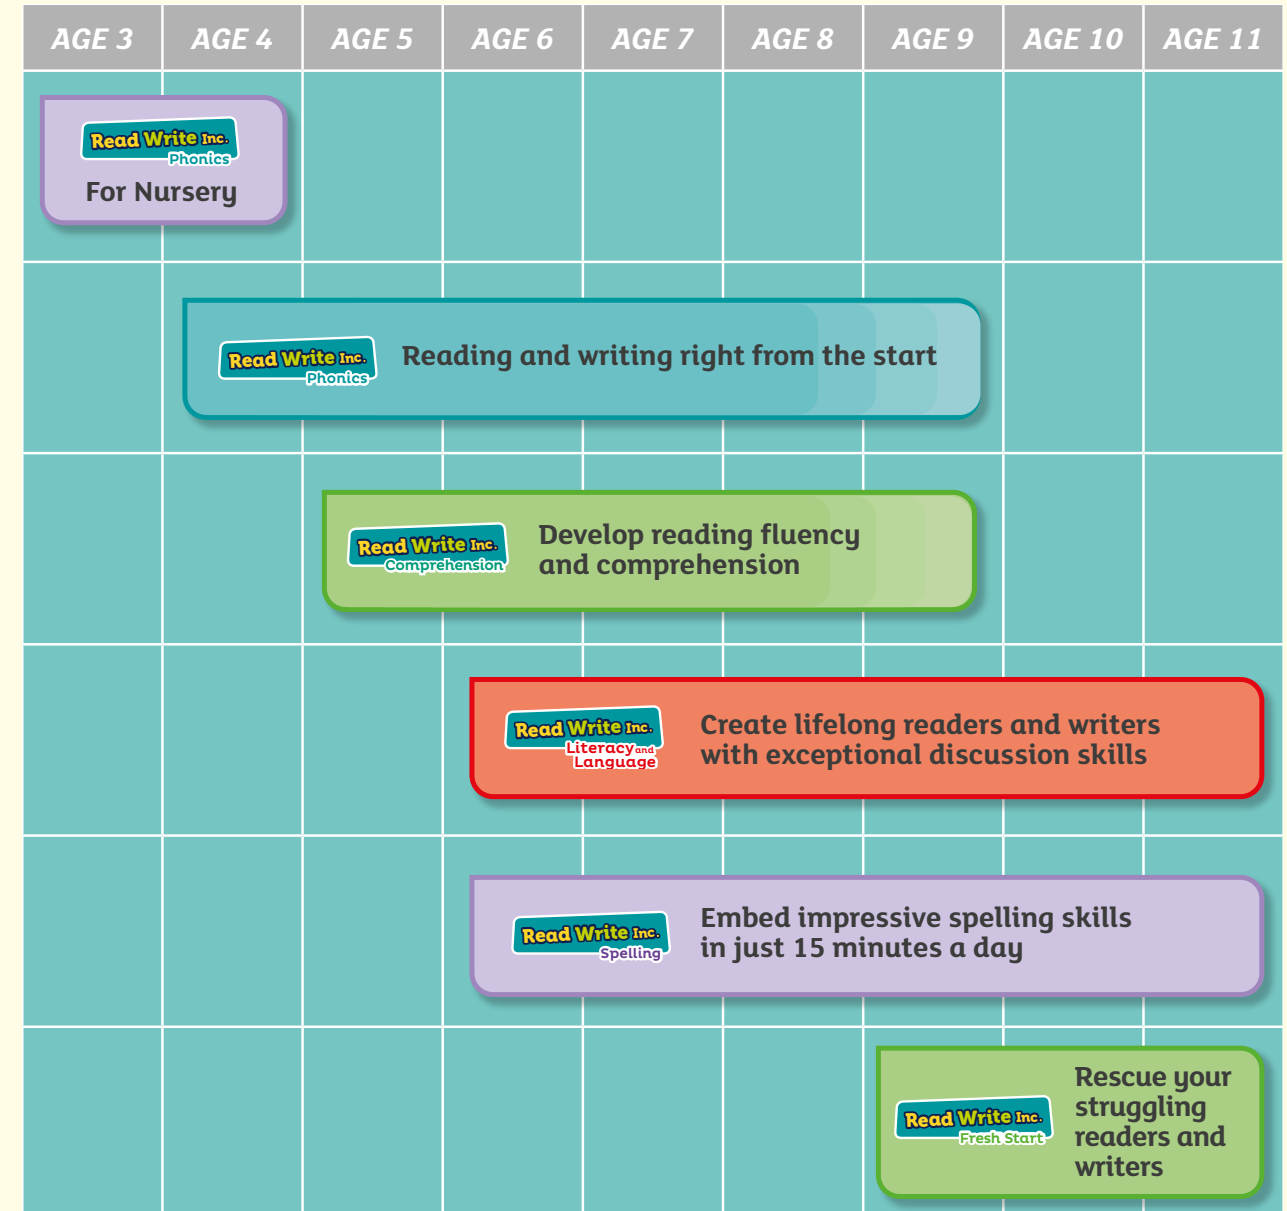 AGE 3 AGE 4 AGE 5 AGE 6 AGE 7 AGE 8 AGE 9 AGE 10 AGE 11
Read Write Inc.
Phonics
For Nursery
Read Write Inc.
Phonics
Reading and writing right from the start
Read Write Inc.
Comprehension
Develop reading fluency
and comprehension
Read Write Inc.
Literacy and
Language
Create lifelong readers and writers
with exceptional discussion skills
Read Write Inc.
Spelling
Embed impressive spelling skills
in just 15 minutes a day
Read Write Inc.
Fresh Start
Rescue your
struggling
readers and
writers